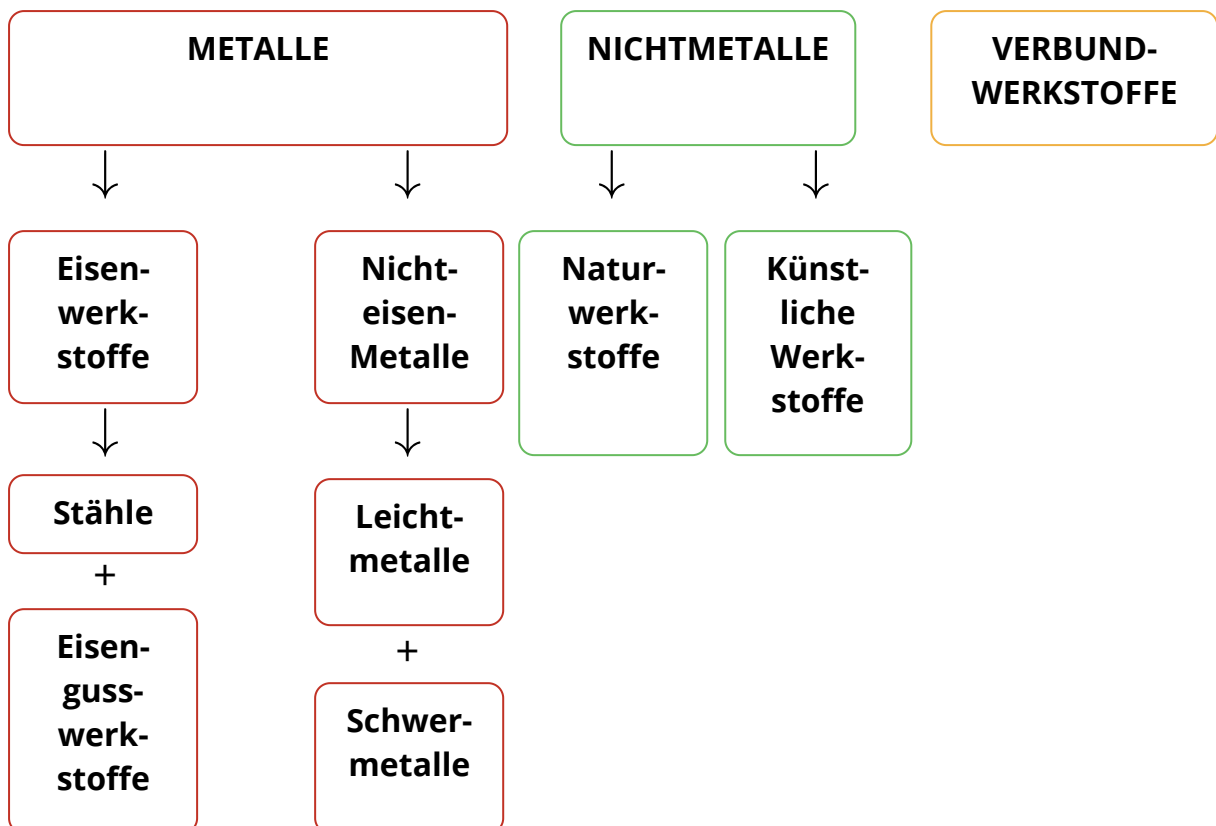 METALLE
NICHTMETALLE
VERBUND-
WERKSTOFFE
Eisen-
werk-
stoffe
Nicht-
eisen-
Metalle
Natur-
werk-
stoffe
Künst-
liche
Werk-
stoffe
Stähle
+
Eisen-
guss-
werk-
stoffe
Leicht-
metalle
+
Schwer-
metalle